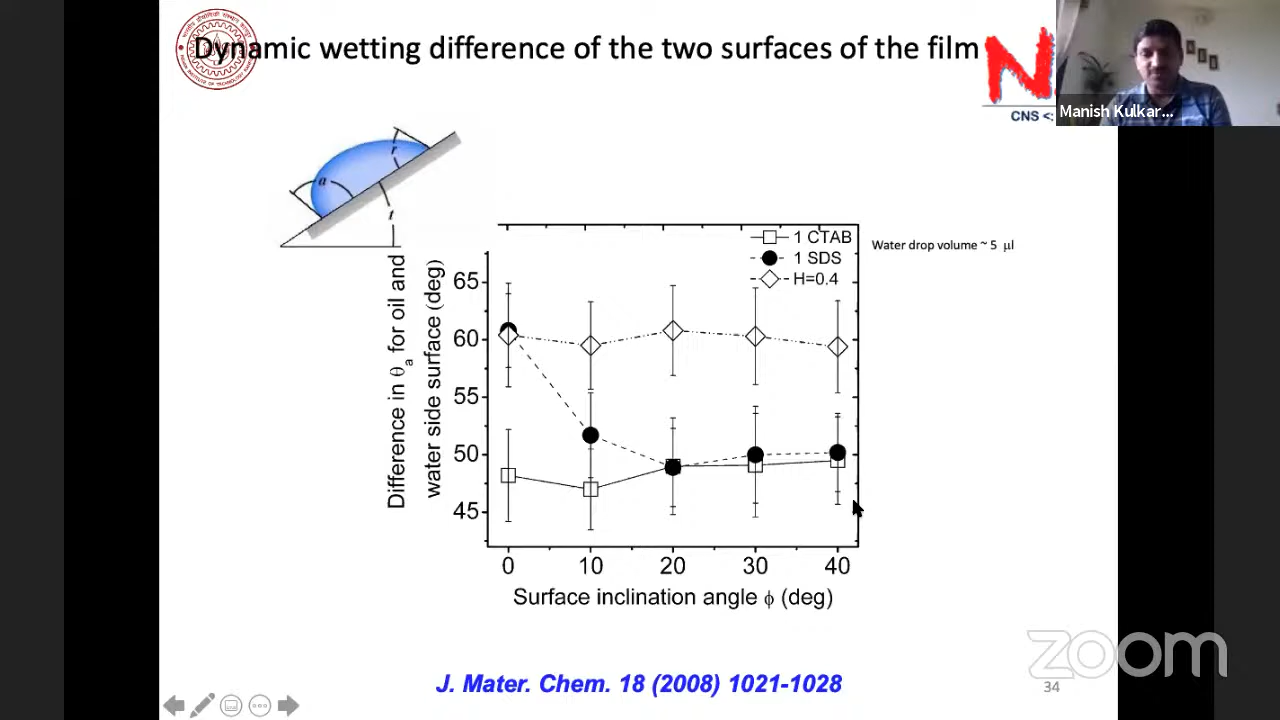 Dynamic wetting difference of the two surfaces of the film
CNS <:
Manish Kulkar...
a
r
t
1 CTAB
1 SDS
H=0.4
Water drop volume ~ 5 μl
Difference in θa for oil and
water side surface (deg)
65
60
55
50
45
0 10 20 30 40
Surface inclination angle ϕ (deg)
J. Mater. Chem. 18 (2008) 1021-1028
zoom
34